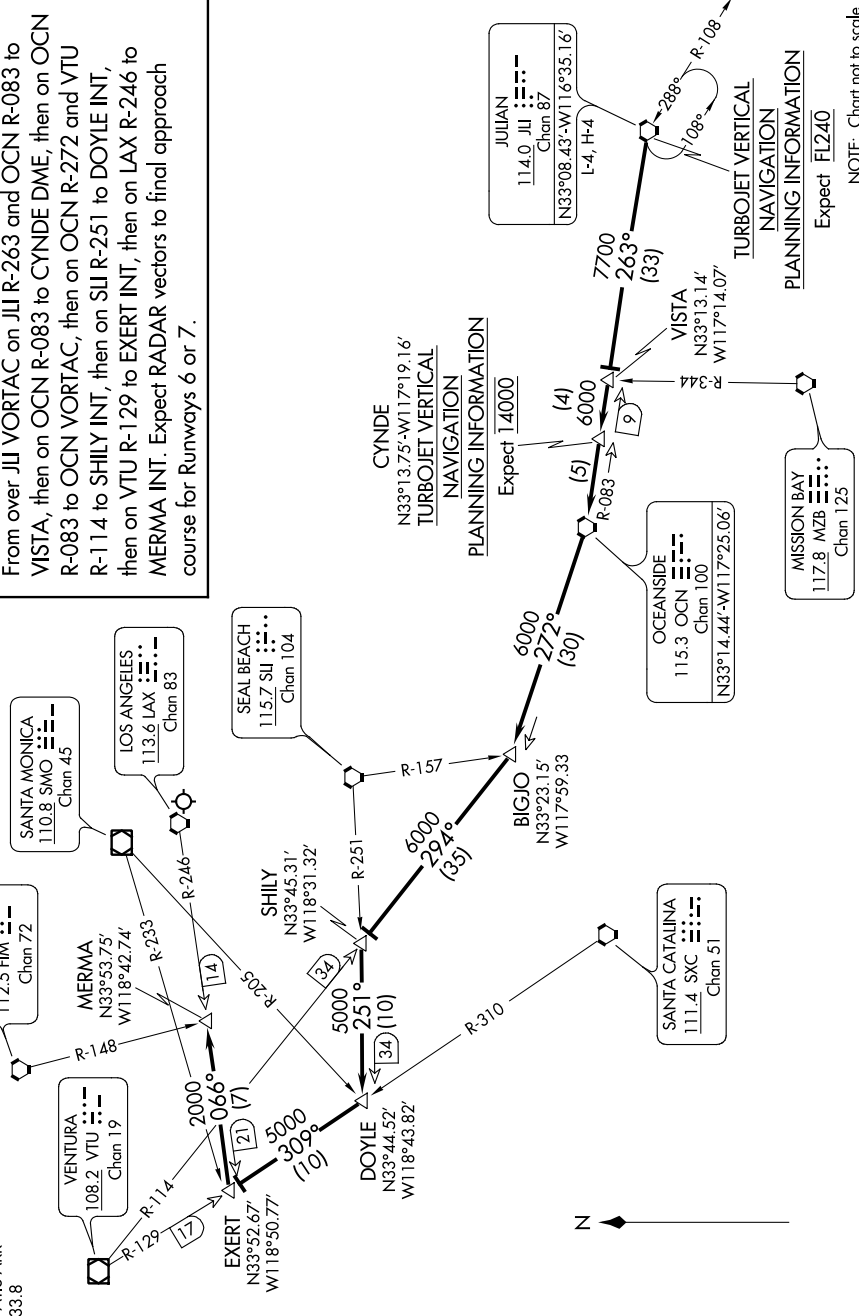 From over JLI VORTAC on JLI R-263 and OCN R-083 to
VISTA, then on OCN R-083 to CYNDE DME, then on OCN
R-083 to OCN VORTAC, then on OCN R-272 and VTU
R-114 to SHILY INT, then on SLI R-251 to DOYLE INT,
then on VTU R-129 to EXERT INT, then on LAX R-246 to
MERMA INT. Expect RADAR vectors to final approach
course for Runways 6 or 7.
33.8
112.5 FIM
Chan 72
SANTA MONICA
110.8 SMO
Chan 45
LOS ANGELES
113.6 LAX
Chan 83
VENTURA
108.2 VTU
Chan 19
SEAL BEACH
115.7 SLI
Chan 104
MERMA
N33°53.75'
W118°42.74'
R-148
R-233
R-246
R-205
14
2000
066°
(7)
R-114
R-129
17
21
EXERT
N33°52.67'
W118°50.77'
5000
309°
(10)
DOYLE
N33°44.52'
W118°43.82'
34
5000
251°
(10)
34
SHILY
N33°45.31'
W118°31.32'
R-251
R-157
R-310
SANTA CATALINA
111.4 SXC
Chan 51
6000
294°
(35)
BIGJO
N33°23.15'
W117°59.33
6000
272°
(30)
OCEANSIDE
115.3 OCN
Chan 100
N33°14.44'-W117°25.06'
CYNDE
N33°13.75'-W117°19.16'
TURBOJET VERTICAL
NAVIGATION
PLANNING INFORMATION
Expect 14000
(5)
R-083
(4)
6000
9
VISTA
N33°13.14'
W117°14.07'
R-344
MISSION BAY
117.8 MZB
Chan 125
7700
263°
(33)
JULIAN
114.0 JLI
Chan 87
N33°08.43'-W116°35.16'
L-4, H-4
288°
108°
R-108
TURBOJET VERTICAL
NAVIGATION
PLANNING INFORMATION
Expect FL240
NOTE: Chart not to scale
N